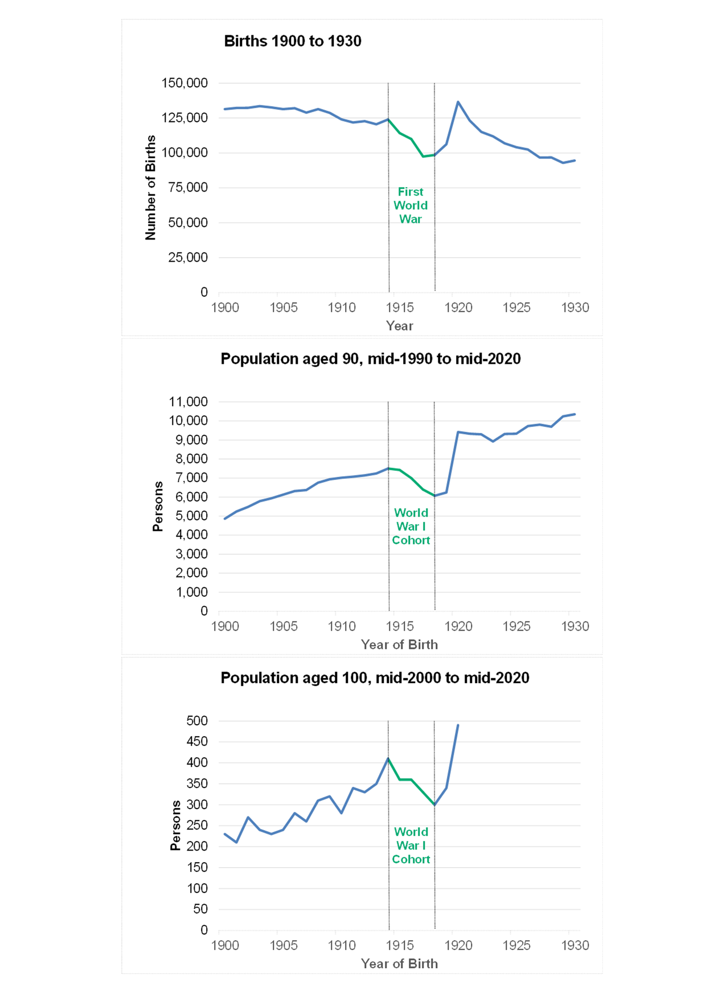 Births 1900 to 1930
150,000
125,000
100,000
75,000
50,000
25,000
0
Number of Births
First
World
War
1900 1905 1910 1915 1920 1925 1930
Year
Population aged 90, mid-1990 to mid-2020
11,000
10,000
9,000
8,000
7,000
6,000
5,000
4,000
3,000
2,000
1,000
0
Persons
World
War I
Cohort
1900 1905 1910 1915 1920 1925 1930
Year of Birth
Population aged 100, mid-2000 to mid-2020
500
450
400
350
300
250
200
150
100
50
0
Persons
World
War I
Cohort
1900 1905 1910 1915 1920 1925 1930
Year of Birth